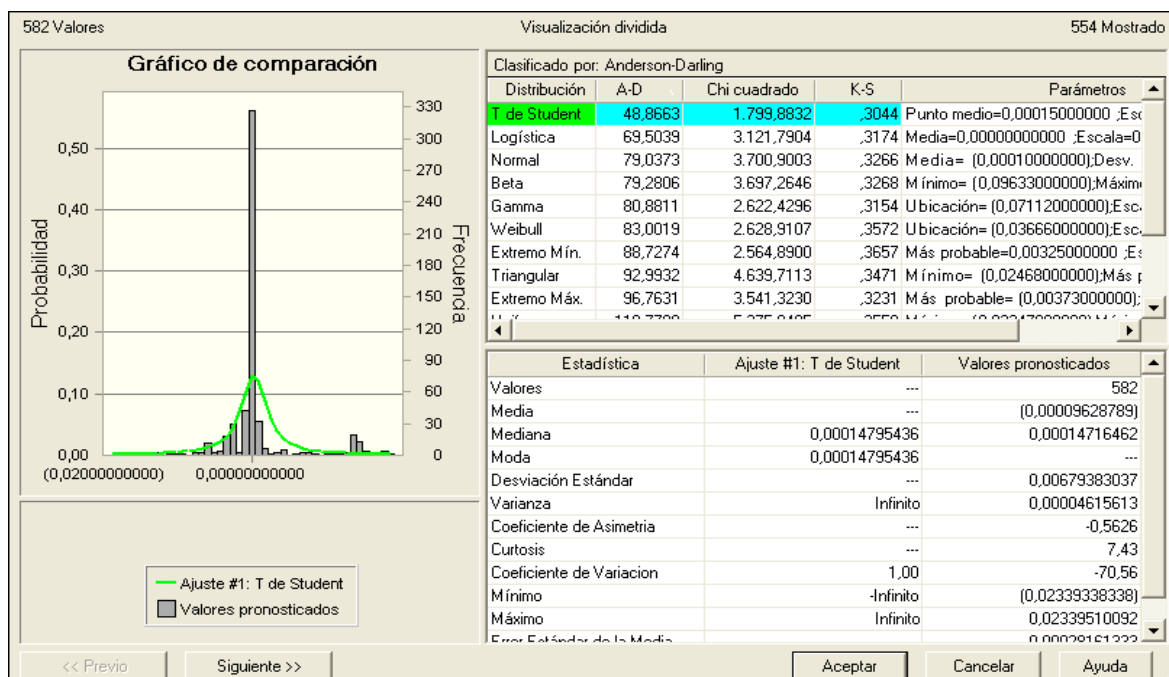 582 Valores Visualización dividida 554 Mostrado
Gráfico de comparación
0,50
0,40
0,30
0,20
0,10
0,00
Probabilidad
330
300
270
240
210
180
150
120
90
60
30
0
Frecuencia
(0,02000000000) 0,000000000000
Ajuste #1: T de Student
Valores pronosticados
Clasificado por: Anderson-Darling
Distribución A-D Chi cuadrado K-S Parámetros
T de Student 48,8663 1.799,8832 ,3044 Punto medio=0,00015000000 ;Esc
Logística 69,5039 3.121,7904 ,3174 Media=0,00000000000 ;Escala=0
Normal 79,0373 3.700,9003 ,3266 Media= (0,00010000000);Desv.
Beta 79,2806 3.697,2646 ,3268 Mínimo= (0,09633000000);Máximo
Gamma 80,8811 2.622,4296 ,3154 Ubicación= (0,07112000000);Esc
Weibull 83,0019 2.628,9107 ,3572 Ubicación= (0,03666000000);Esc
Extremo Mín. 88,7274 2.564,8900 ,3657 Más probable=0,00325000000 ;Es
Triangular 92,9932 4.639,7113 ,3471 Mínimo= (0,02468000000);Más p
Extremo Máx. 96,7631 3.541,3230 ,3231 Más probable= (0,00373000000);
Estadística Ajuste #1: T de Student Valores pronosticados
Valores --- 582
Media --- (0,00009628789)
Mediana 0,00014795436 0,00014716462
Moda 0,00014795436 ---
Desviación Estándar --- 0,00679383037
Varianza Infinito 0,00004615613
Coeficiente de Asimetria --- -0,5626
Curtosis --- 7,43
Coeficiente de Variacion 1,00 -70,56
Mínimo -Infinito (0,02339338338)
Máximo Infinito 0,02339510092
Error Estándar de la Media --- 0,00028161333
<< Previo Siguiente >> Aceptar Cancelar Ayuda